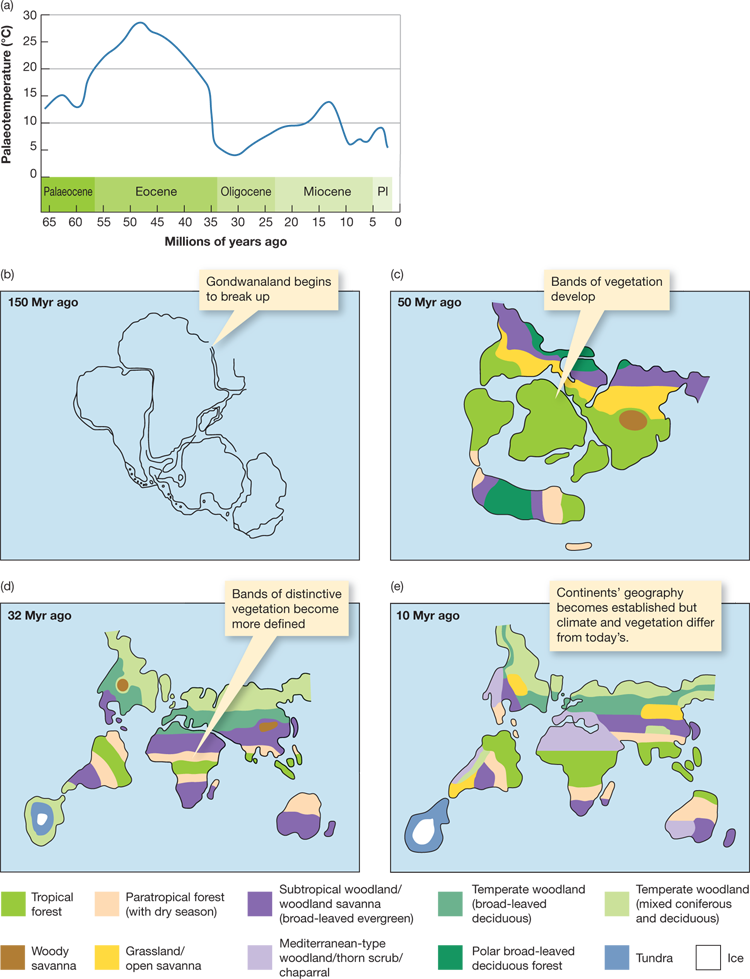 (a)
30
25
20
15
10
5
0
Palaeotemperature (°C)
Palaeocene Eocene Oligocene Miocene Pl
65 60 55 50 45 40 35 30 25 20 15 10 5 0
Millions of years ago
(b)
150 Myr ago
Gondwanaland begins
to break up
(c)
50 Myr ago
Bands of vegetation
develop
(d)
32 Myr ago
Bands of distinctive
vegetation become
more defined
(e)
10 Myr ago
Continents’ geography
becomes established but
climate and vegetation differ
from today’s.
Tropical
forest
Paratropical forest
(with dry season)
Subtropical woodland/
woodland savanna
(broad-leaved evergreen)
Temperate woodland
(broad-leaved
deciduous)
Temperate woodland
(mixed coniferous
and deciduous)
Woody
savanna
Grassland/
open savanna
Mediterranean-type
woodland/thorn scrub/
chaparral
Polar broad-leaved
deciduous forest
Tundra
Ice